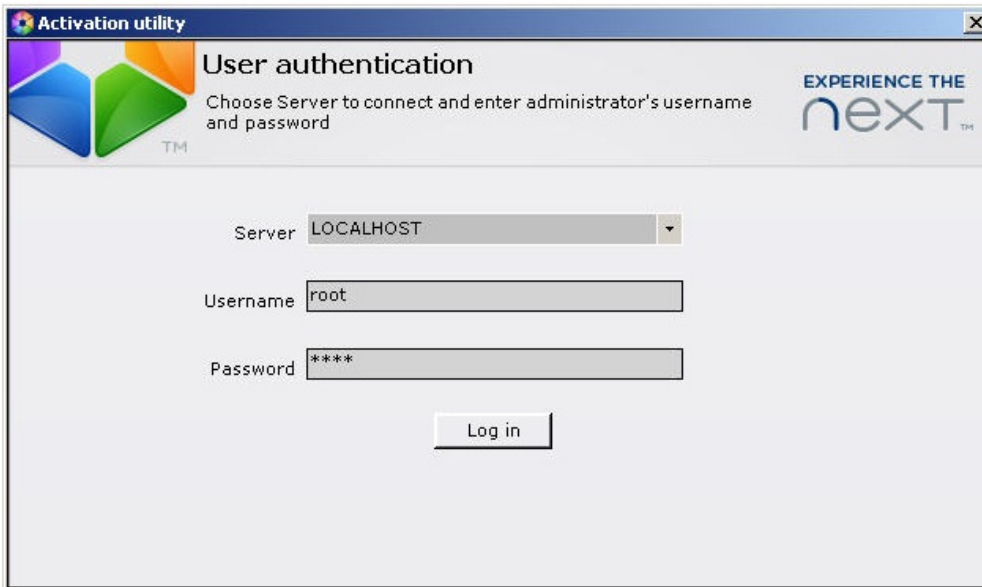 Activation utility
User authentication
Choose Server to connect and enter administrator's username
and password
TM
EXPERIENCE THE
neXT™
Server LOCALHOST
Username root
Password ****
Log in